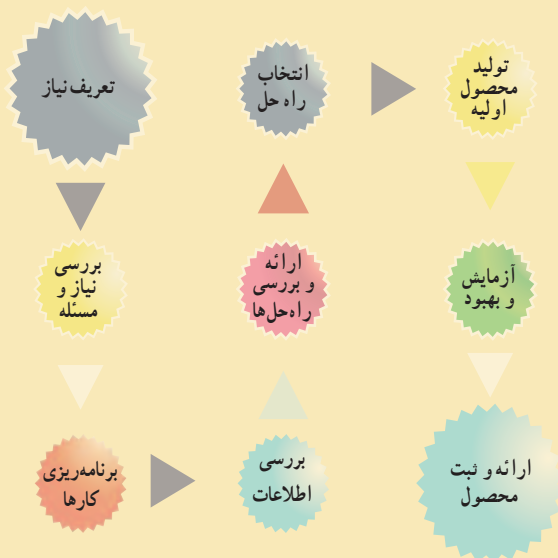 تعریف نیاز
بررسی
نیاز و
مسئله
برنامه‌ریزی
کارها
بررسی
اطلاعات
ارائه
و بررسی
راه‌حل‌ها
انتخاب
راه حل
تولید
محصول
اولیه
آزمایش
و بهبود
ارائه و ثبت
محصول